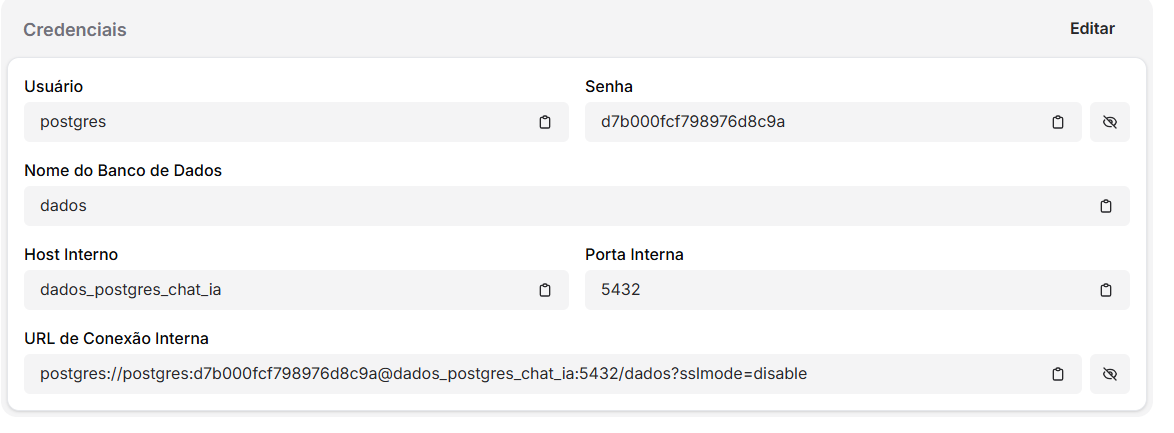 Credenciais
Editar
Usuário
Senha
postgres
d7b000fcf798976d8c9a
Nome do Banco de Dados
dados
Host Interno
Porta Interna
dados_postgres_chat_ia
5432
URL de Conexão Interna
postgres://postgres:d7b000fcf798976d8c9a@dados_postgres_chat_ia:5432/dados?sslmode=disable